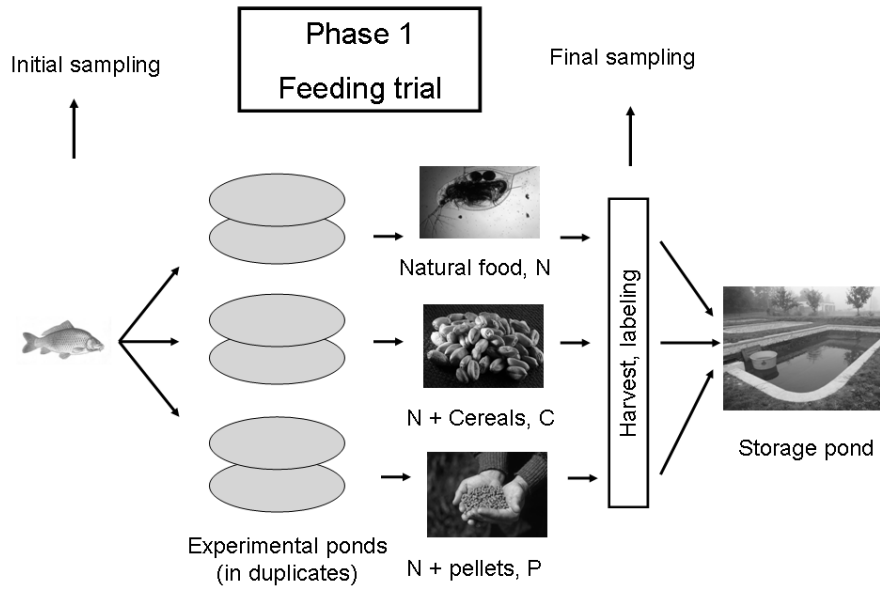 Phase 1
Feeding trial
Initial sampling
Final sampling
Natural food, N
N + Cereals, C
N + pellets, P
Experimental ponds
(in duplicates)
Harvest, labeling
Storage pond